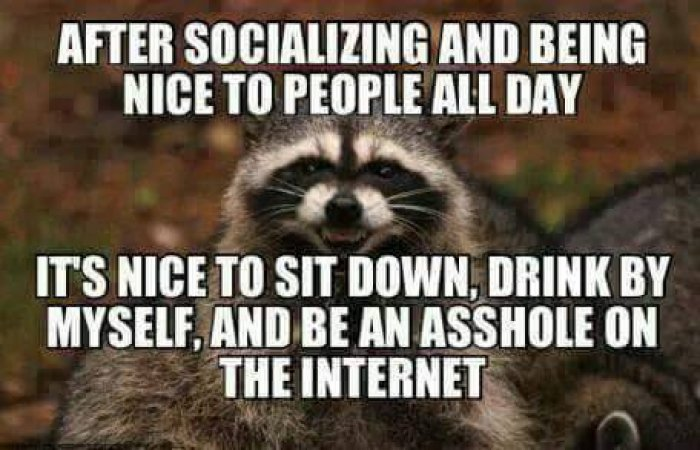 AFTER SOCIALIZING AND BEING
NICE TO PEOPLE ALL DAY
IT'S NICE TO SIT DOWN, DRINK BY
MYSELF, AND BE AN ASSHOLE ON
THE INTERNET